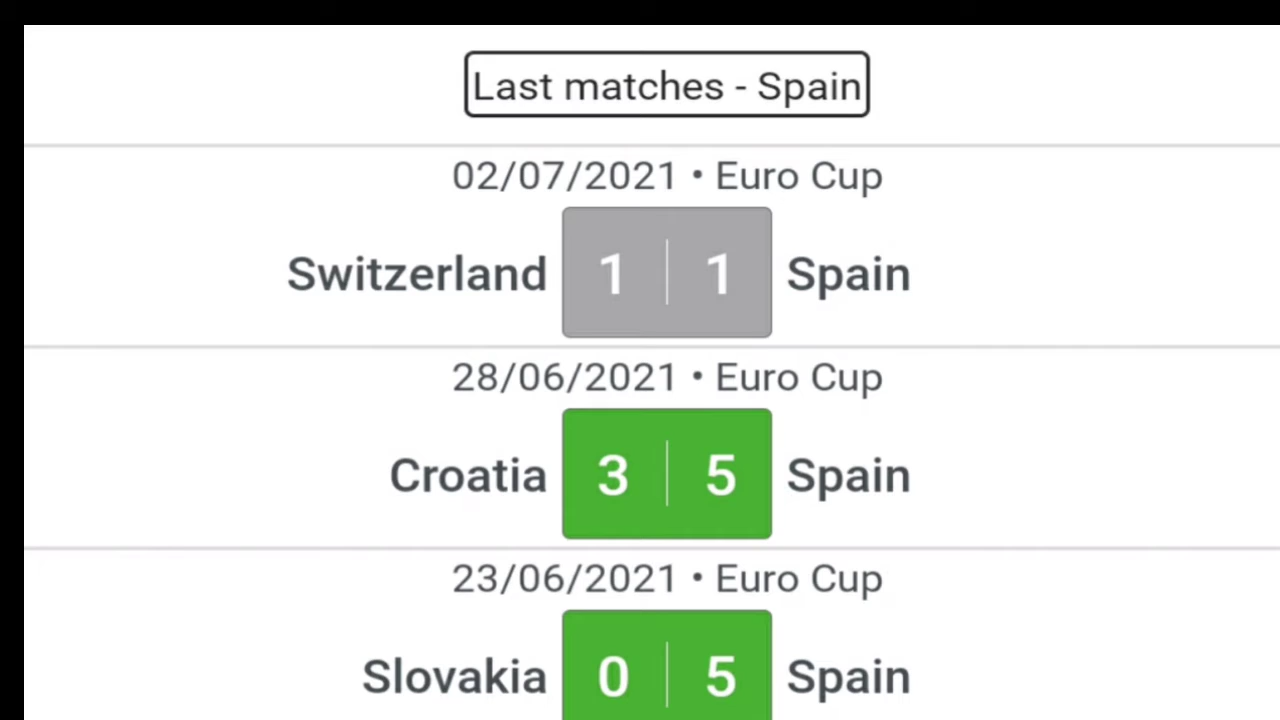 Last matches - Spain
02/07/2021 • Euro Cup
Switzerland 1 | 1 Spain
28/06/2021 • Euro Cup
Croatia 3 | 5 Spain
23/06/2021 • Euro Cup
Slovakia 0 | 5 Spain